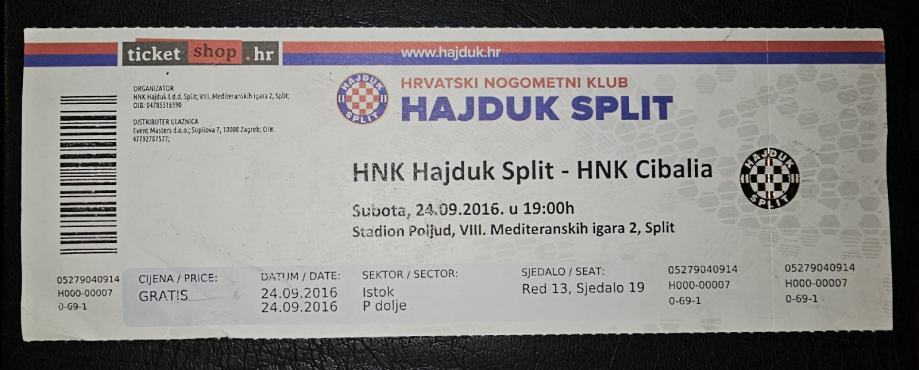 ticket shop .hr
www.hajduk.hr
ORGANIZATOR
HNK Hajduk š.d.d. Split; VIII. Mediteranskih igara 2, Split;
OIB: 04785516590
DISTRIBUTER ULAZNICA
Event Masters d.o.o.; Sopilova 7, 10000 Zagreb; OIB:
47792707577;
HAJDUK
SPLIT
HRVATSKI NOGOMETNI KLUB
HAJDUK SPLIT
HNK Hajduk Split - HNK Cibalia
HAJDUK
SPLIT
Subota, 24.09.2016. u 19:00h
Stadion Poljud, VIII. Mediteranskih igara 2, Split
05279040914
H000-00007
0-69-1
CIJENA / PRICE:
GRATIS
DATUM / DATE:
24.09.2016
24.09.2016
SEKTOR / SECTOR:
Istok
P dolje
SJEDALO / SEAT:
Red 13, Sjedalo 19
05279040914
H000-00007
0-69-1
05279040914
H000-00007
0-69-1